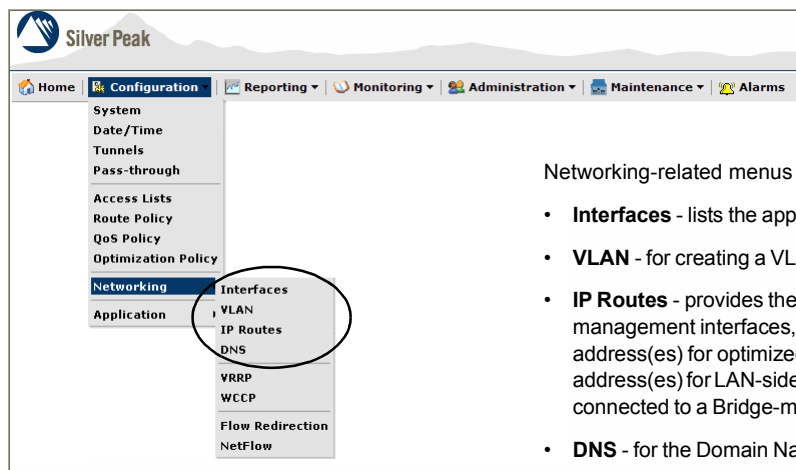 Silver Peak
Home Configuration Reporting Monitoring Administration Maintenance Alarms
System
Date/Time
Tunnels
Pass-through
Access Lists
Route Policy
QoS Policy
Optimization Policy
Networking
Application
Interfaces
VLAN
IP Routes
DNS
VRRP
WCCP
Flow Redirection
NetFlow
Networking-related menus
• Interfaces - lists the app
• VLAN - for creating a VL
• IP Routes - provides the
management interfaces,
address(es) for optimize
address(es) for LAN-side
connected to a Bridge-m
• DNS - for the Domain Na